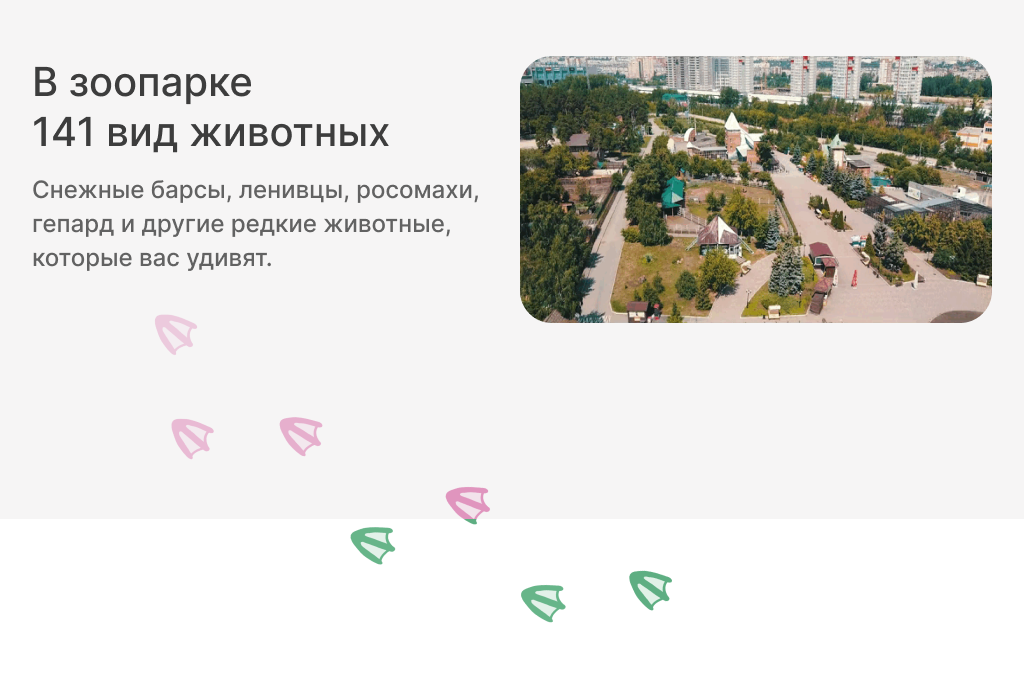 В зоопарке
141 вид животных
Снежные барсы, ленивцы, росомахи,
гепард и другие редкие животные,
которые вас удивят.